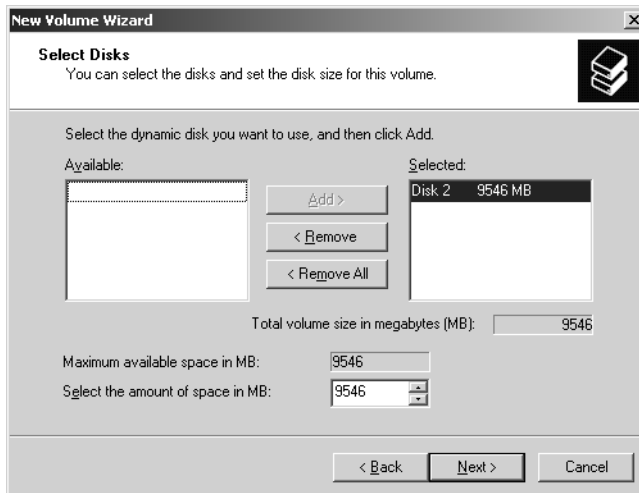 New Volume Wizard
Select Disks
You can select the disks and set the disk size for this volume.
Select the dynamic disk you want to use, and then click Add.
Available:
Selected:
Disk 2 9546 MB
Add >
< Remove
< Remove All
Total volume size in megabytes (MB): 9546
Maximum available space in MB: 9546
Select the amount of space in MB: 9546
< Back Next > Cancel